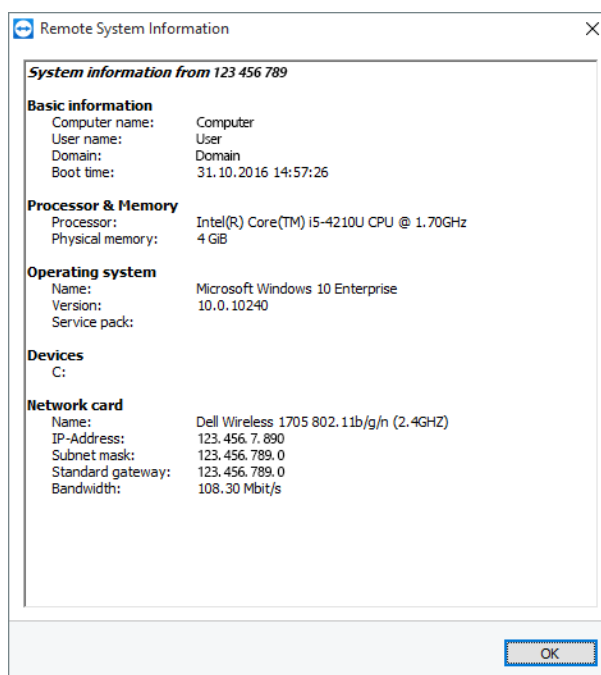 Remote System Information
System information from 123 456 789
Basic information
Computer name: Computer
User name: User
Domain: Domain
Boot time: 31.10.2016 14:57:26
Processor & Memory
Processor: Intel(R) Core(TM) i5-4210U CPU @ 1.70GHz
Physical memory: 4 GiB
Operating system
Name: Microsoft Windows 10 Enterprise
Version: 10.0.10240
Service pack:
Devices
C:
Network card
Name: Dell Wireless 1705 802.11b/g/n (2.4GHZ)
IP-Address: 123.456.7.890
Subnet mask: 123.456.789.0
Standard gateway: 123.456.789.0
Bandwidth: 108.30 Mbit/s
OK